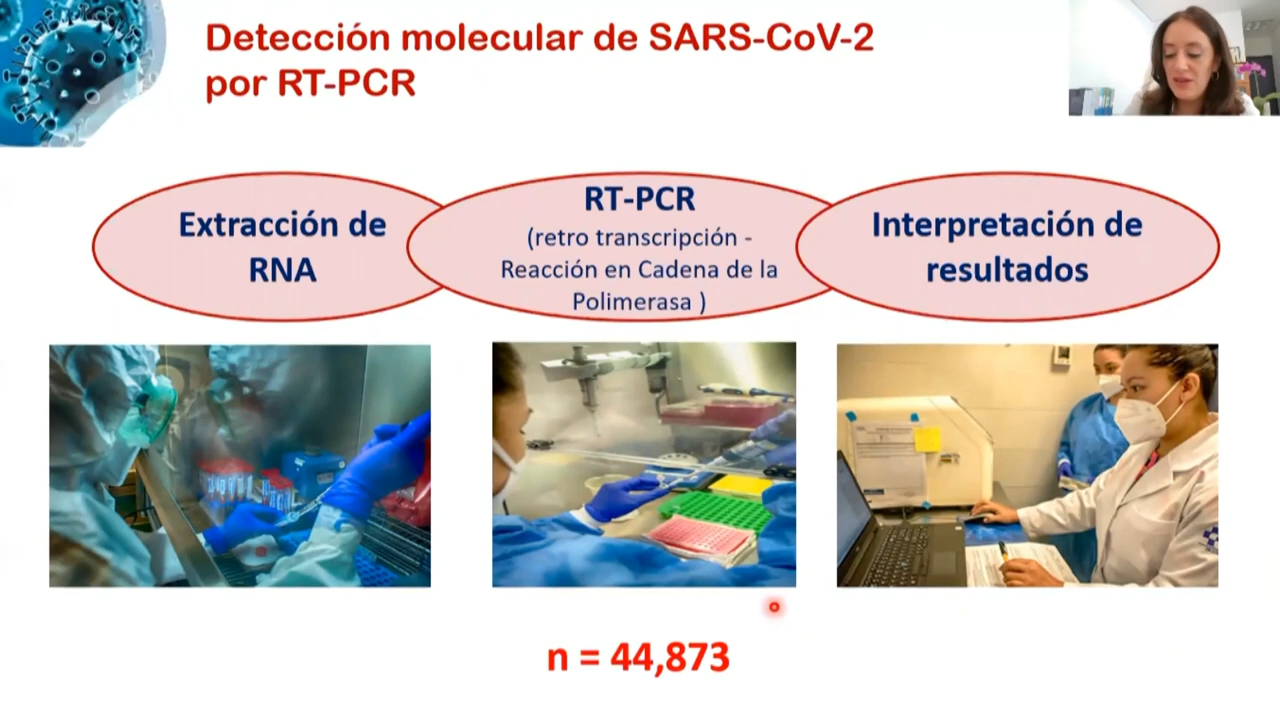 Detección molecular de SARS-CoV-2
por RT-PCR
Extracción de
RNA
RT-PCR
(retro transcripción -
Reacción en Cadena de la
Polimerasa )
Interpretación de
resultados
n = 44,873